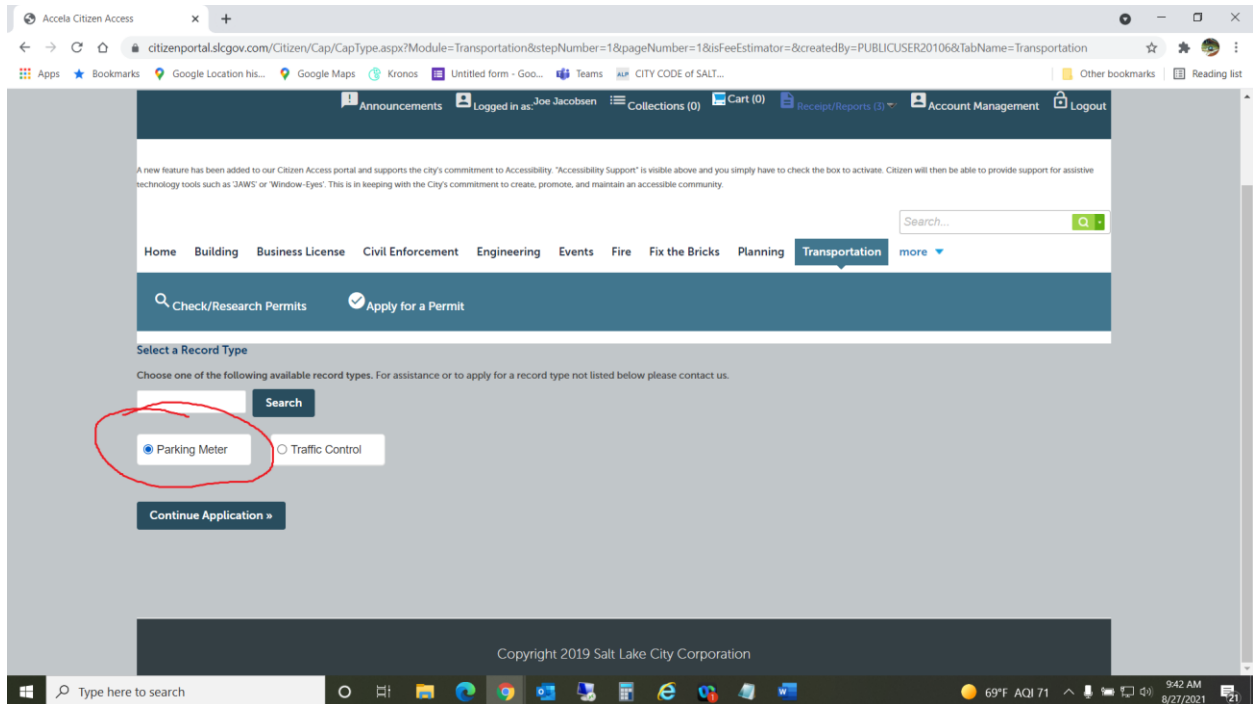 Accela Citizen Access
citizenportal.slcgov.com/Citizen/Cap/CapType.aspx?Module=Transportation&stepNumber=1&pageNumber=1&isFeeEstimator=&createdBy=PUBLICUSER20106&TabName=Transportation
Apps Bookmarks Google Location his... Google Maps Kronos Untitled form - Goo... Teams ALP CITY CODE of SALT... Other bookmarks Reading list
Announcements Logged in as:Joe Jacobsen Collections (0) Cart (0) Receipt/Reports (3) Account Management Logout
A new feature has been added to our Citizen Access portal and supports the city's commitment to Accessibility. "Accessibility Support" is visible above and you simply have to check the box to activate. Citizen will then be able to provide support for assistive
technology tools such as 'JAWS' or 'Window-Eyes'. This is in keeping with the City's commitment to create, promote, and maintain an accessible community.
Search...
Home Building Business License Civil Enforcement Engineering Events Fire Fix the Bricks Planning Transportation more
Check/Research Permits Apply for a Permit
Select a Record Type
Choose one of the following available record types. For assistance or to apply for a record type not listed below please contact us.
Search
Parking Meter Traffic Control
Continue Application »
Copyright 2019 Salt Lake City Corporation
Type here to search 69°F AQI 71 9:42 AM
8/27/2021 21